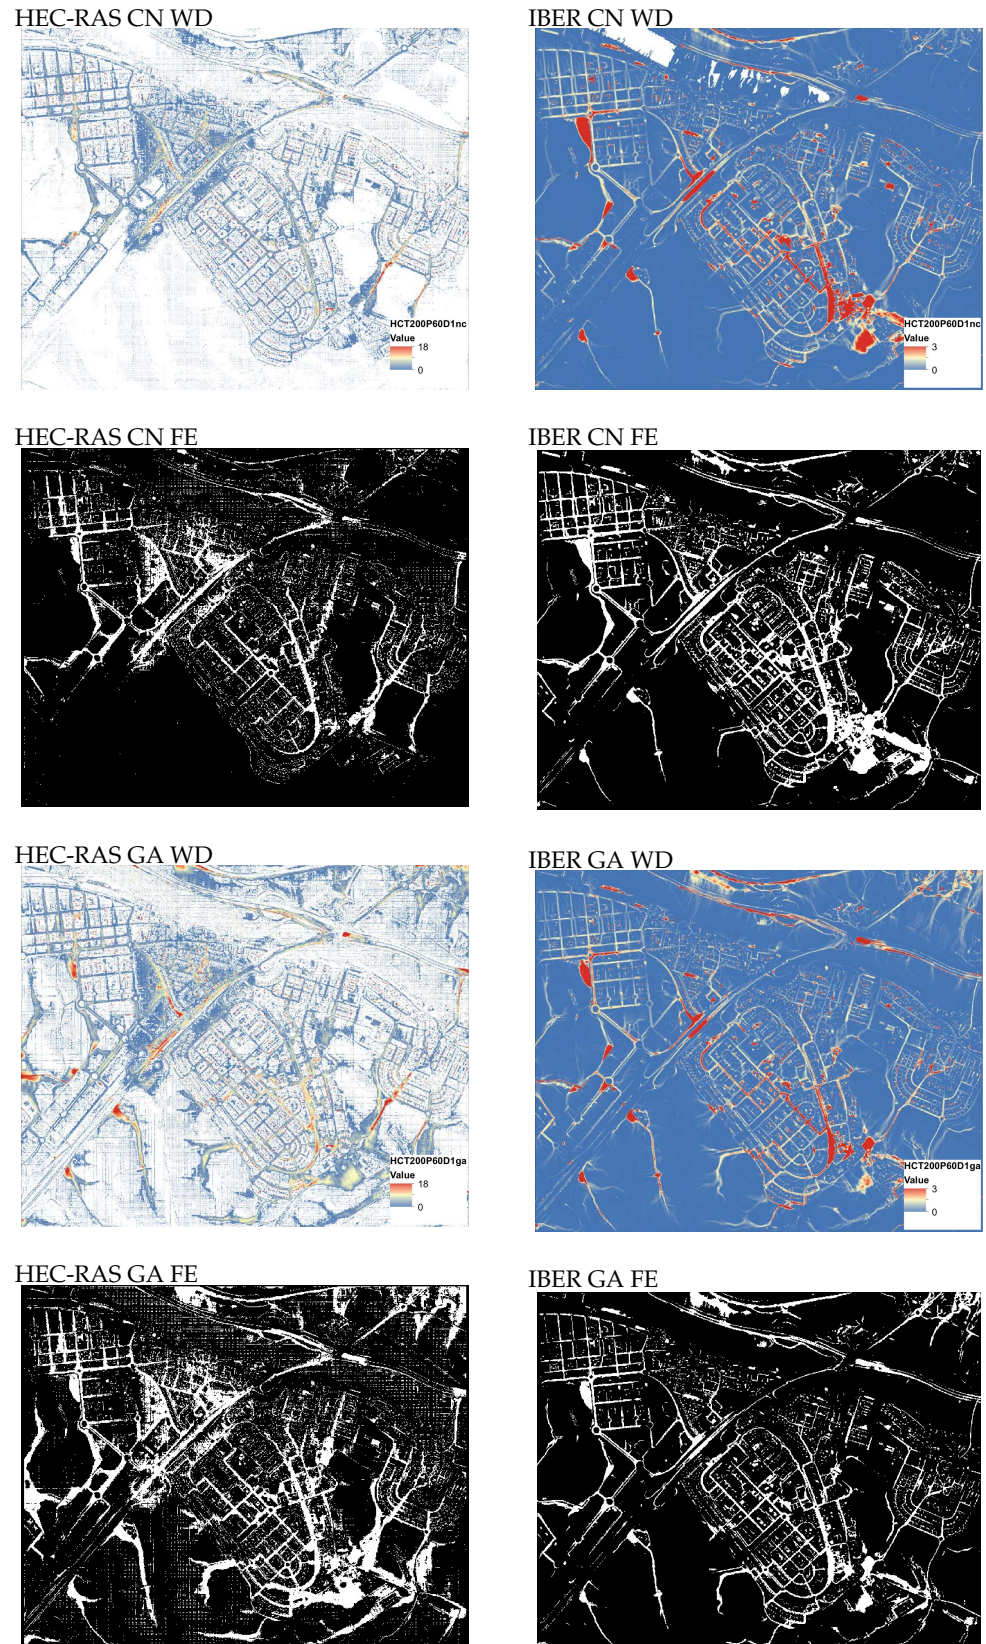 HEC-RAS CN WD
IBER CN WD
HCT200P60D1nc
Value
18
0
HCT200P60D1nc
Value
3
0
HEC-RAS CN FE
IBER CN FE
HEC-RAS GA WD
IBER GA WD
HCT200P60D1ga
Value
18
0
HCT200P60D1ga
Value
3
0
HEC-RAS GA FE
IBER GA FE